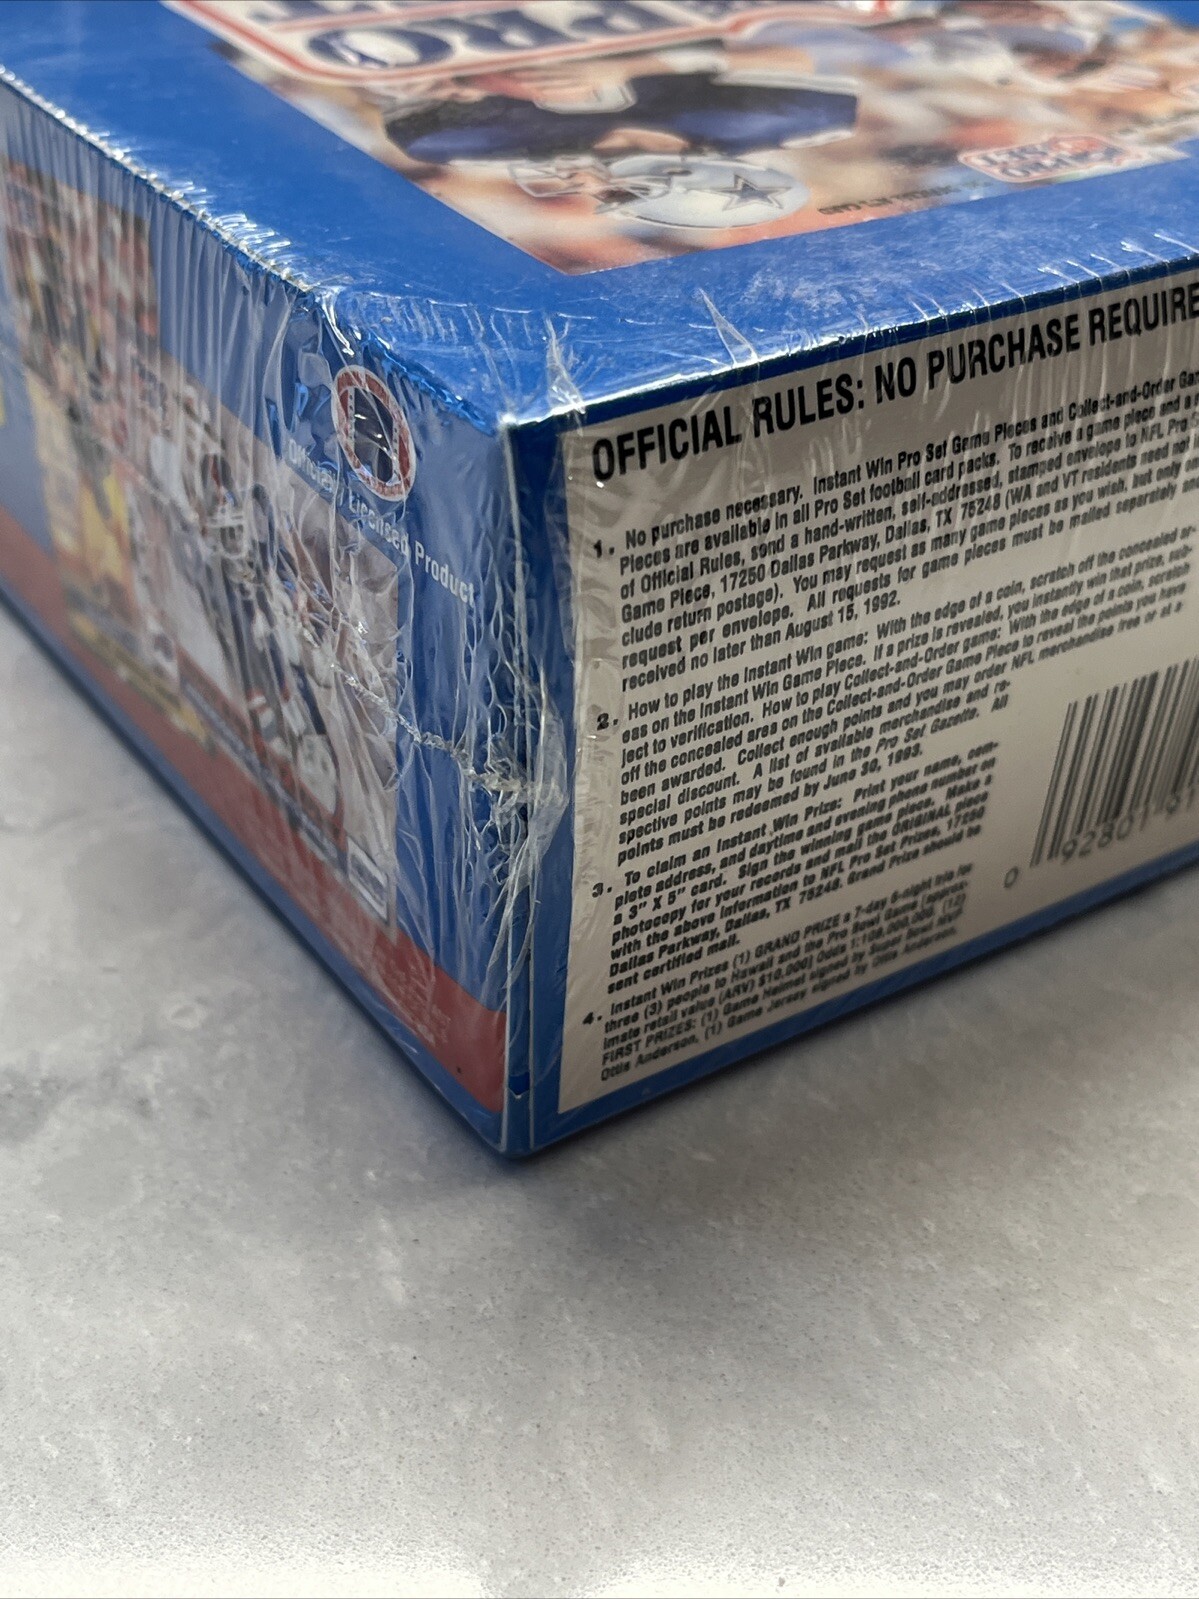 PRO
PRO
SET
OFFICIAL RULES: NO PURCHASE REQUIRE
1. No purchase necessary. Instant Win Pro Set Game Pieces and Collect-and-Order Ga
Pieces are available in all Pro Set football card packs. To receive a game piece and a
of Official Rules, send a hand-written, self-addressed, stamped envelope to NFL Pro S
Game Piece, 17250 Dallas Parkway, Dallas, TX 75248 (WA and VT residents need not
clude return postage). You may request as many game pieces as you wish, but only on
request per envelope. All requests for game pieces must be mailed separately and
received no later than August 15, 1992.
2. How to play the Instant Win game: With the edge of a coin, scratch off the concealed ar-
eas on the Instant Win Game Piece. If a prize is revealed, you instantly win that prize, sub-
ject to verification. How to play Collect-and-Order game: With the edge of a coin, scratch
off the concealed area on the Collect-and-Order Game Piece to reveal the points you have
been awarded. Collect enough points and you may order NFL merchandise free or at a
special discount. A list of available merchandise and re-
spective points may be found in the Pro Set Gazette. All
points must be redeemed by June 30, 1993.
3. To claim an Instant Win Prize: Print your name, com-
plete address, and daytime and evening phone number on
a 3" X 5" card. Sign the winning game piece. Make a
photocopy for your records and mail the ORIGINAL piece
with the above information to NFL Pro Set Prizes, 17250
Dallas Parkway, Dallas, TX 75248. Grand Prize should be
sent certified mail.
4. Instant Win Prizes (1) GRAND PRIZE a 7-day 6-night trip for
three (3) people to Hawaii and the Pro Bowl Game (approx-
imate retail value (ARV) $10,000) Odds 1:108,000,000. (12)
FIRST PRIZES: (1) Game Helmet signed by Super Bowl MVP
Ottis Anderson, (1) Game Jersey signed by Ottis Anderson,
0 92801 91
Officially Licensed Product